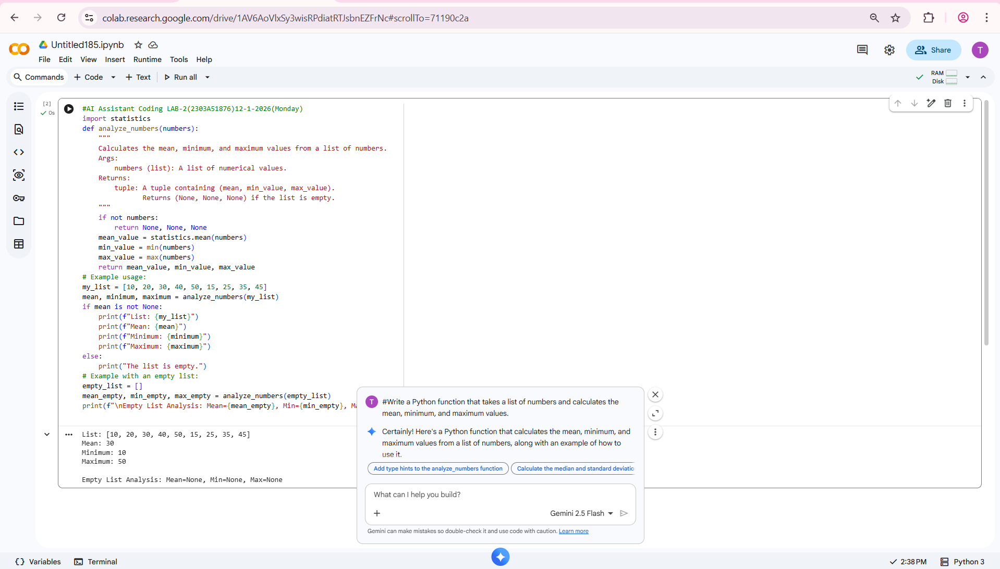 colab.research.google.com/drive/1AV6AoVlxSy3wisRPdiatRTJsbnEZFrNc#scrollTo=71190c2a
Untitled185.ipynb
File Edit View Insert Runtime Tools Help
Share
T
Commands + Code + Text Run all
RAM
Disk
[2]
0s
#AI Assistant Coding LAB-2(2303A51876)12-1-2026(Monday)
import statistics
def analyze_numbers(numbers):
    """
    Calculates the mean, minimum, and maximum values from a list of numbers.
    Args:
        numbers (list): A list of numerical values.
    Returns:
        tuple: A tuple containing (mean, min_value, max_value).
               Returns (None, None, None) if the list is empty.
    """
    if not numbers:
        return None, None, None
    mean_value = statistics.mean(numbers)
    min_value = min(numbers)
    max_value = max(numbers)
    return mean_value, min_value, max_value
# Example usage:
my_list = [10, 20, 30, 40, 50, 15, 25, 35, 45]
mean, minimum, maximum = analyze_numbers(my_list)
if mean is not None:
    print(f"List: {my_list}")
    print(f"Mean: {mean}")
    print(f"Minimum: {minimum}")
    print(f"Maximum: {maximum}")
else:
    print("The list is empty.")
# Example with an empty list:
empty_list = []
mean_empty, min_empty, max_empty = analyze_numbers(empty_list)
print(f"\nEmpty List Analysis: Mean={mean_empty}, Min={min_empty}, Ma
List: [10, 20, 30, 40, 50, 15, 25, 35, 45]
Mean: 30
Minimum: 10
Maximum: 50
Empty List Analysis: Mean=None, Min=None, Max=None
T
#Write a Python function that takes a list of numbers and calculates the
mean, minimum, and maximum values.
Certainly! Here's a Python function that calculates the mean, minimum, and
maximum values from a list of numbers, along with an example of how to
use it.
Add type hints to the analyze_numbers function
Calculate the median and standard deviatio
What can I help you build?
+
Gemini 2.5 Flash
Gemini can make mistakes so double-check it and use code with caution. Learn more
Variables Terminal
2:38 PM
Python 3